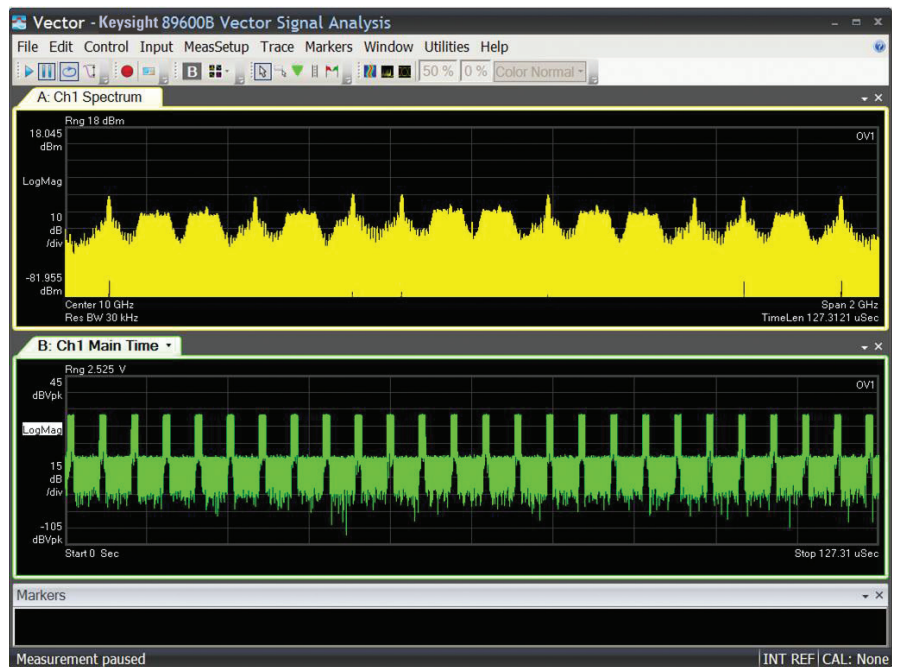 Vector - Keysight 89600B Vector Signal Analysis
File Edit Control Input MeasSetup Trace Markers Window Utilities Help
B 50 % 0 % Color Normal
A: Ch1 Spectrum
Rng 18 dBm
18.045
dBm
OV1
LogMag
10
dB
/div
-81.955
dBm
Center 10 GHz
Span 2 GHz
Res BW 30 kHz
TimeLen 127.3121 uSec
B: Ch1 Main Time
Rng 2.525 V
45
dBVpk
OV1
LogMag
15
dB
/div
-105
dBVpk
Start 0 Sec
Stop 127.31 uSec
Markers
Measurement paused
INT REF CAL: None